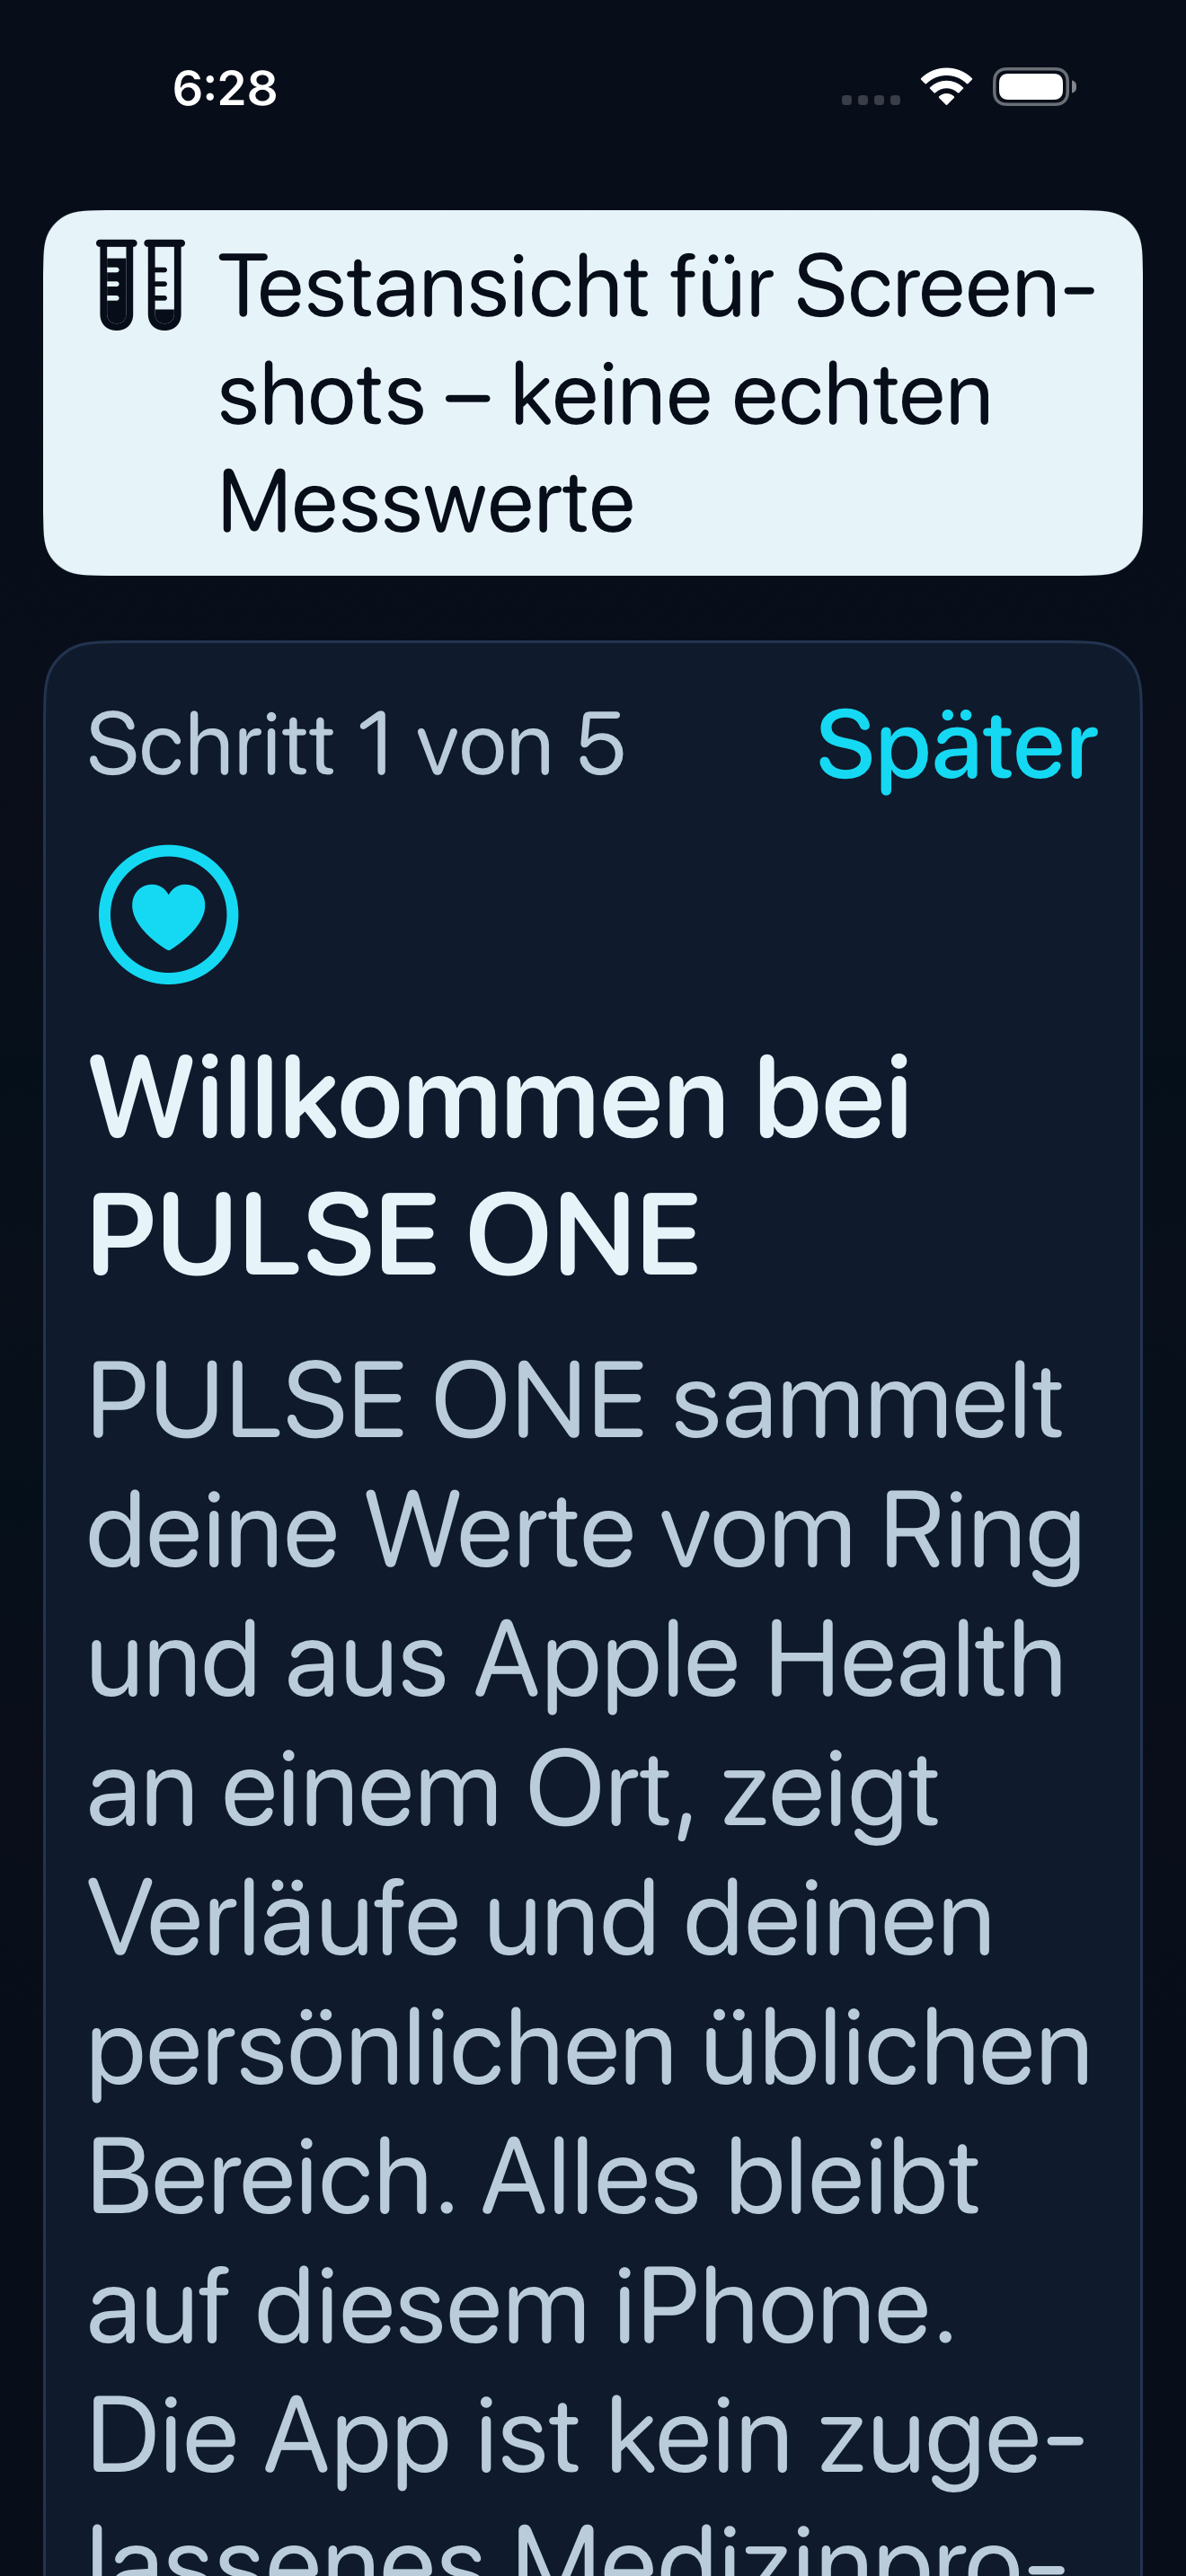 6:28
Testansicht für Screen-
shots – keine echten
Messwerte
Schritt 1 von 5
Später
Willkommen bei
PULSE ONE
PULSE ONE sammelt
deine Werte vom Ring
und aus Apple Health
an einem Ort, zeigt
Verläufe und deinen
persönlichen üblichen
Bereich. Alles bleibt
auf diesem iPhone.
Die App ist kein zuge-
lassenes Medizinpro-